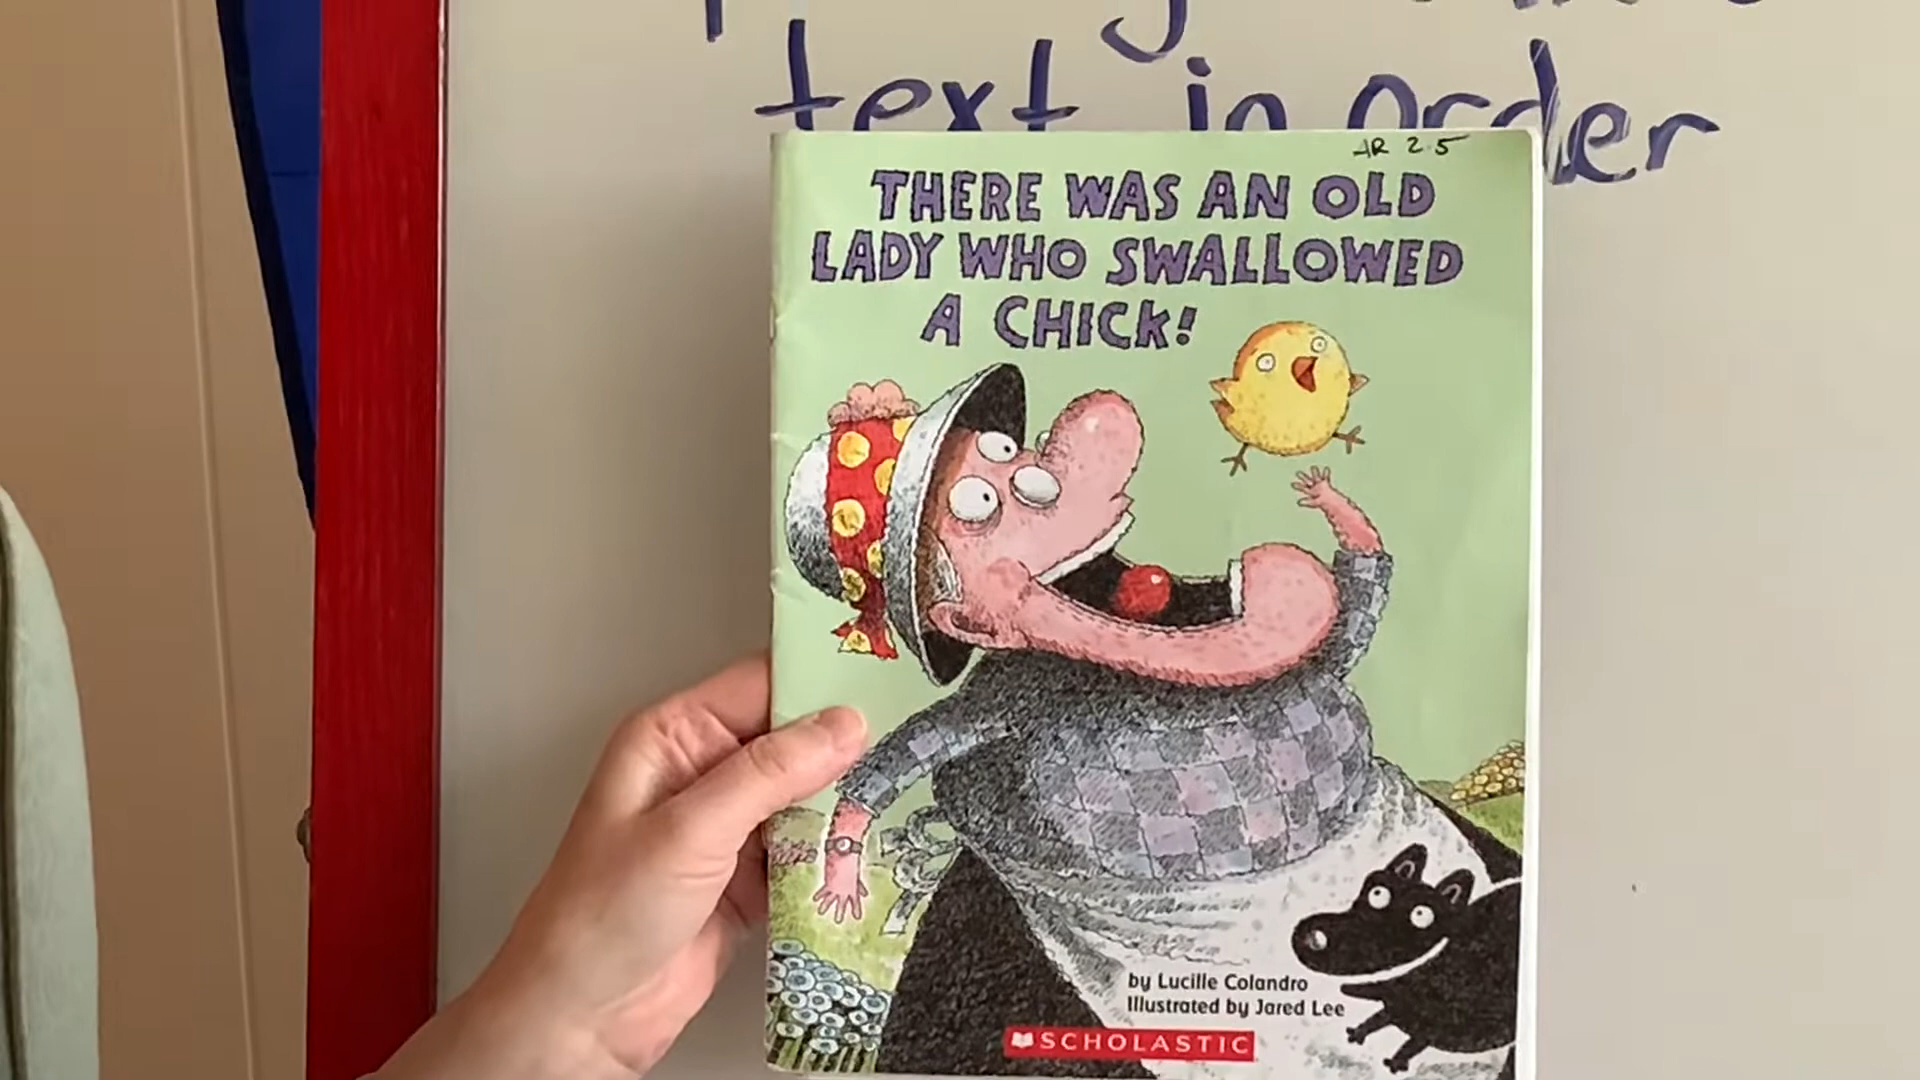 text in order
AR 2.5
THERE WAS AN OLD
LADY WHO SWALLOWED
A CHICK!
by Lucille Colandro
Illustrated by Jared Lee
SCHOLASTIC